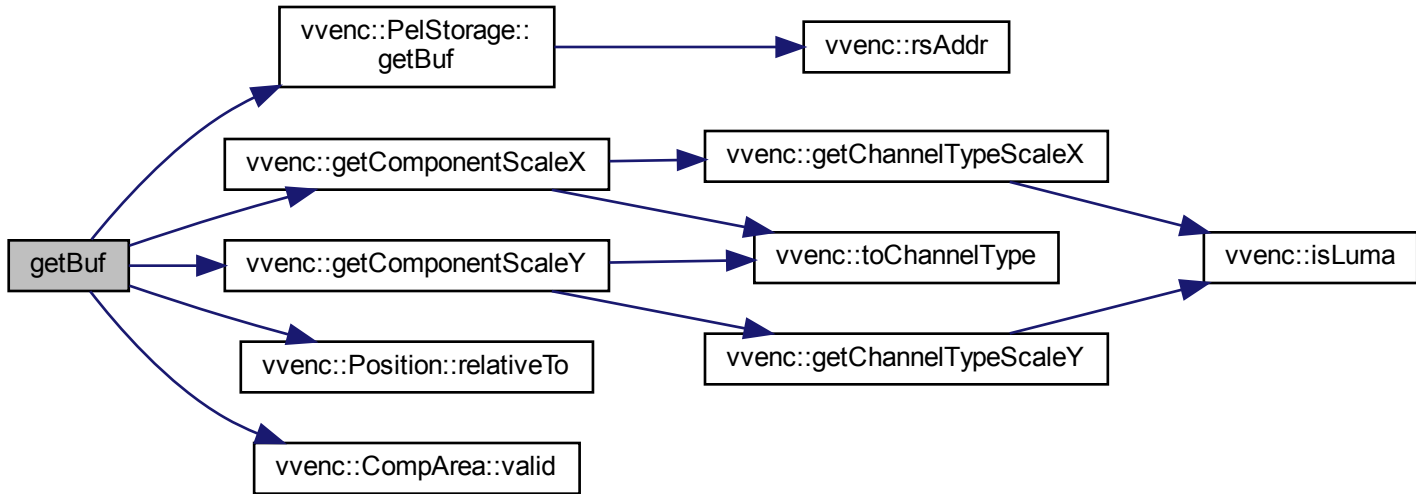 getBuf
vvenc::PelStorage::
getBuf
vvenc::rsAddr
vvenc::getComponentScaleX
vvenc::getChannelTypeScaleX
vvenc::toChannelType
vvenc::isLuma
vvenc::getComponentScaleY
vvenc::getChannelTypeScaleY
vvenc::Position::relativeTo
vvenc::CompArea::valid